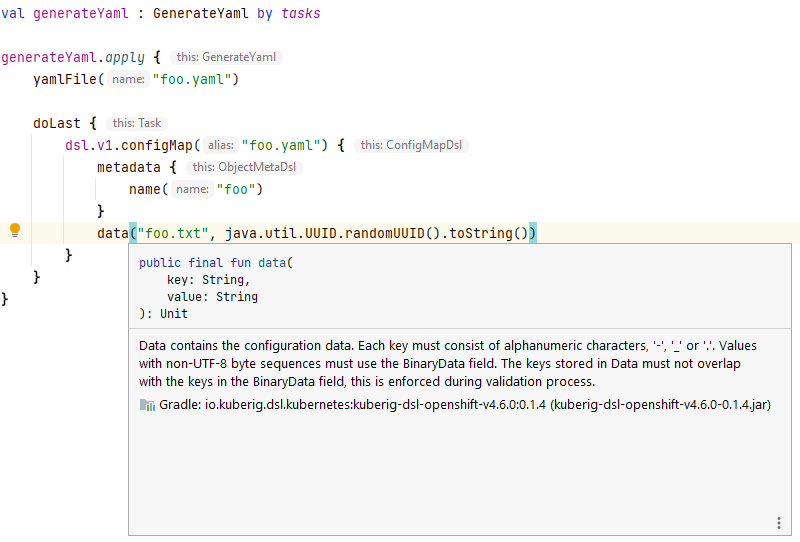 val generateYaml : GenerateYaml by tasks
generateYaml.apply { this: GenerateYaml
yamlFile( name: "foo.yaml")
doLast { this: Task
dsl.v1.configMap( alias: "foo.yaml") { this: ConfigMapDsl
metadata { this: ObjectMetaDsl
name( name: "foo")
}
data("foo.txt", java.util.UUID.randomUUID().toString())
}
}
}
public final fun data(
key: String,
value: String
): Unit
Data contains the configuration data. Each key must consist of alphanumeric characters, '-', '_' or '.'. Values
with non-UTF-8 byte sequences must use the BinaryData field. The keys stored in Data must not overlap
with the keys in the BinaryData field, this is enforced during validation process.
Gradle: io.kuberig.dsl.kubernetes:kuberig-dsl-openshift-v4.6.0:0.1.4 (kuberig-dsl-openshift-v4.6.0-0.1.4.jar)